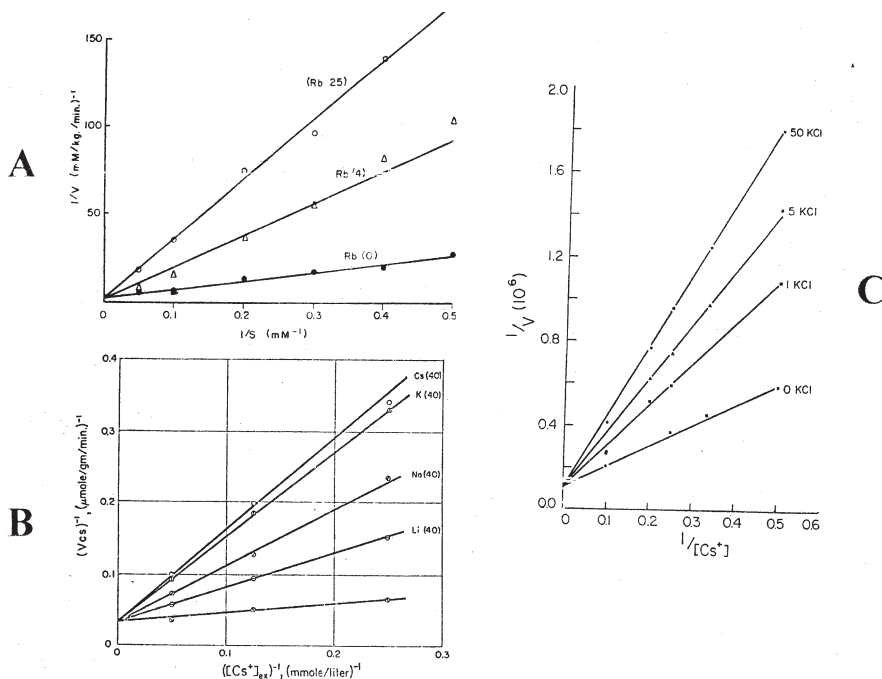 A
1/V (mM/kg./min.)⁻¹
150
100
50
(Rb 25)
Rb (4)
Rb (0)
0 0.1 0.2 0.3 0.4 0.5
1/S (mM⁻¹)
B
(Vcs)⁻¹, (μmole/gm/min.)⁻¹
0.4
0.3
0.2
0.1
0
Cs (40)
K (40)
Na (40)
Li (40)
0 0.1 0.2 0.3
([Cs⁺]ex)⁻¹, (mmole/liter)⁻¹
C
1/V (10⁶)
2.0
1.6
1.2
0.8
0.4
0.0
50 KCl
5 KCl
1 KCl
0 KCl
0 0.1 0.2 0.3 0.4 0.5 0.6
1/[Cs⁺]